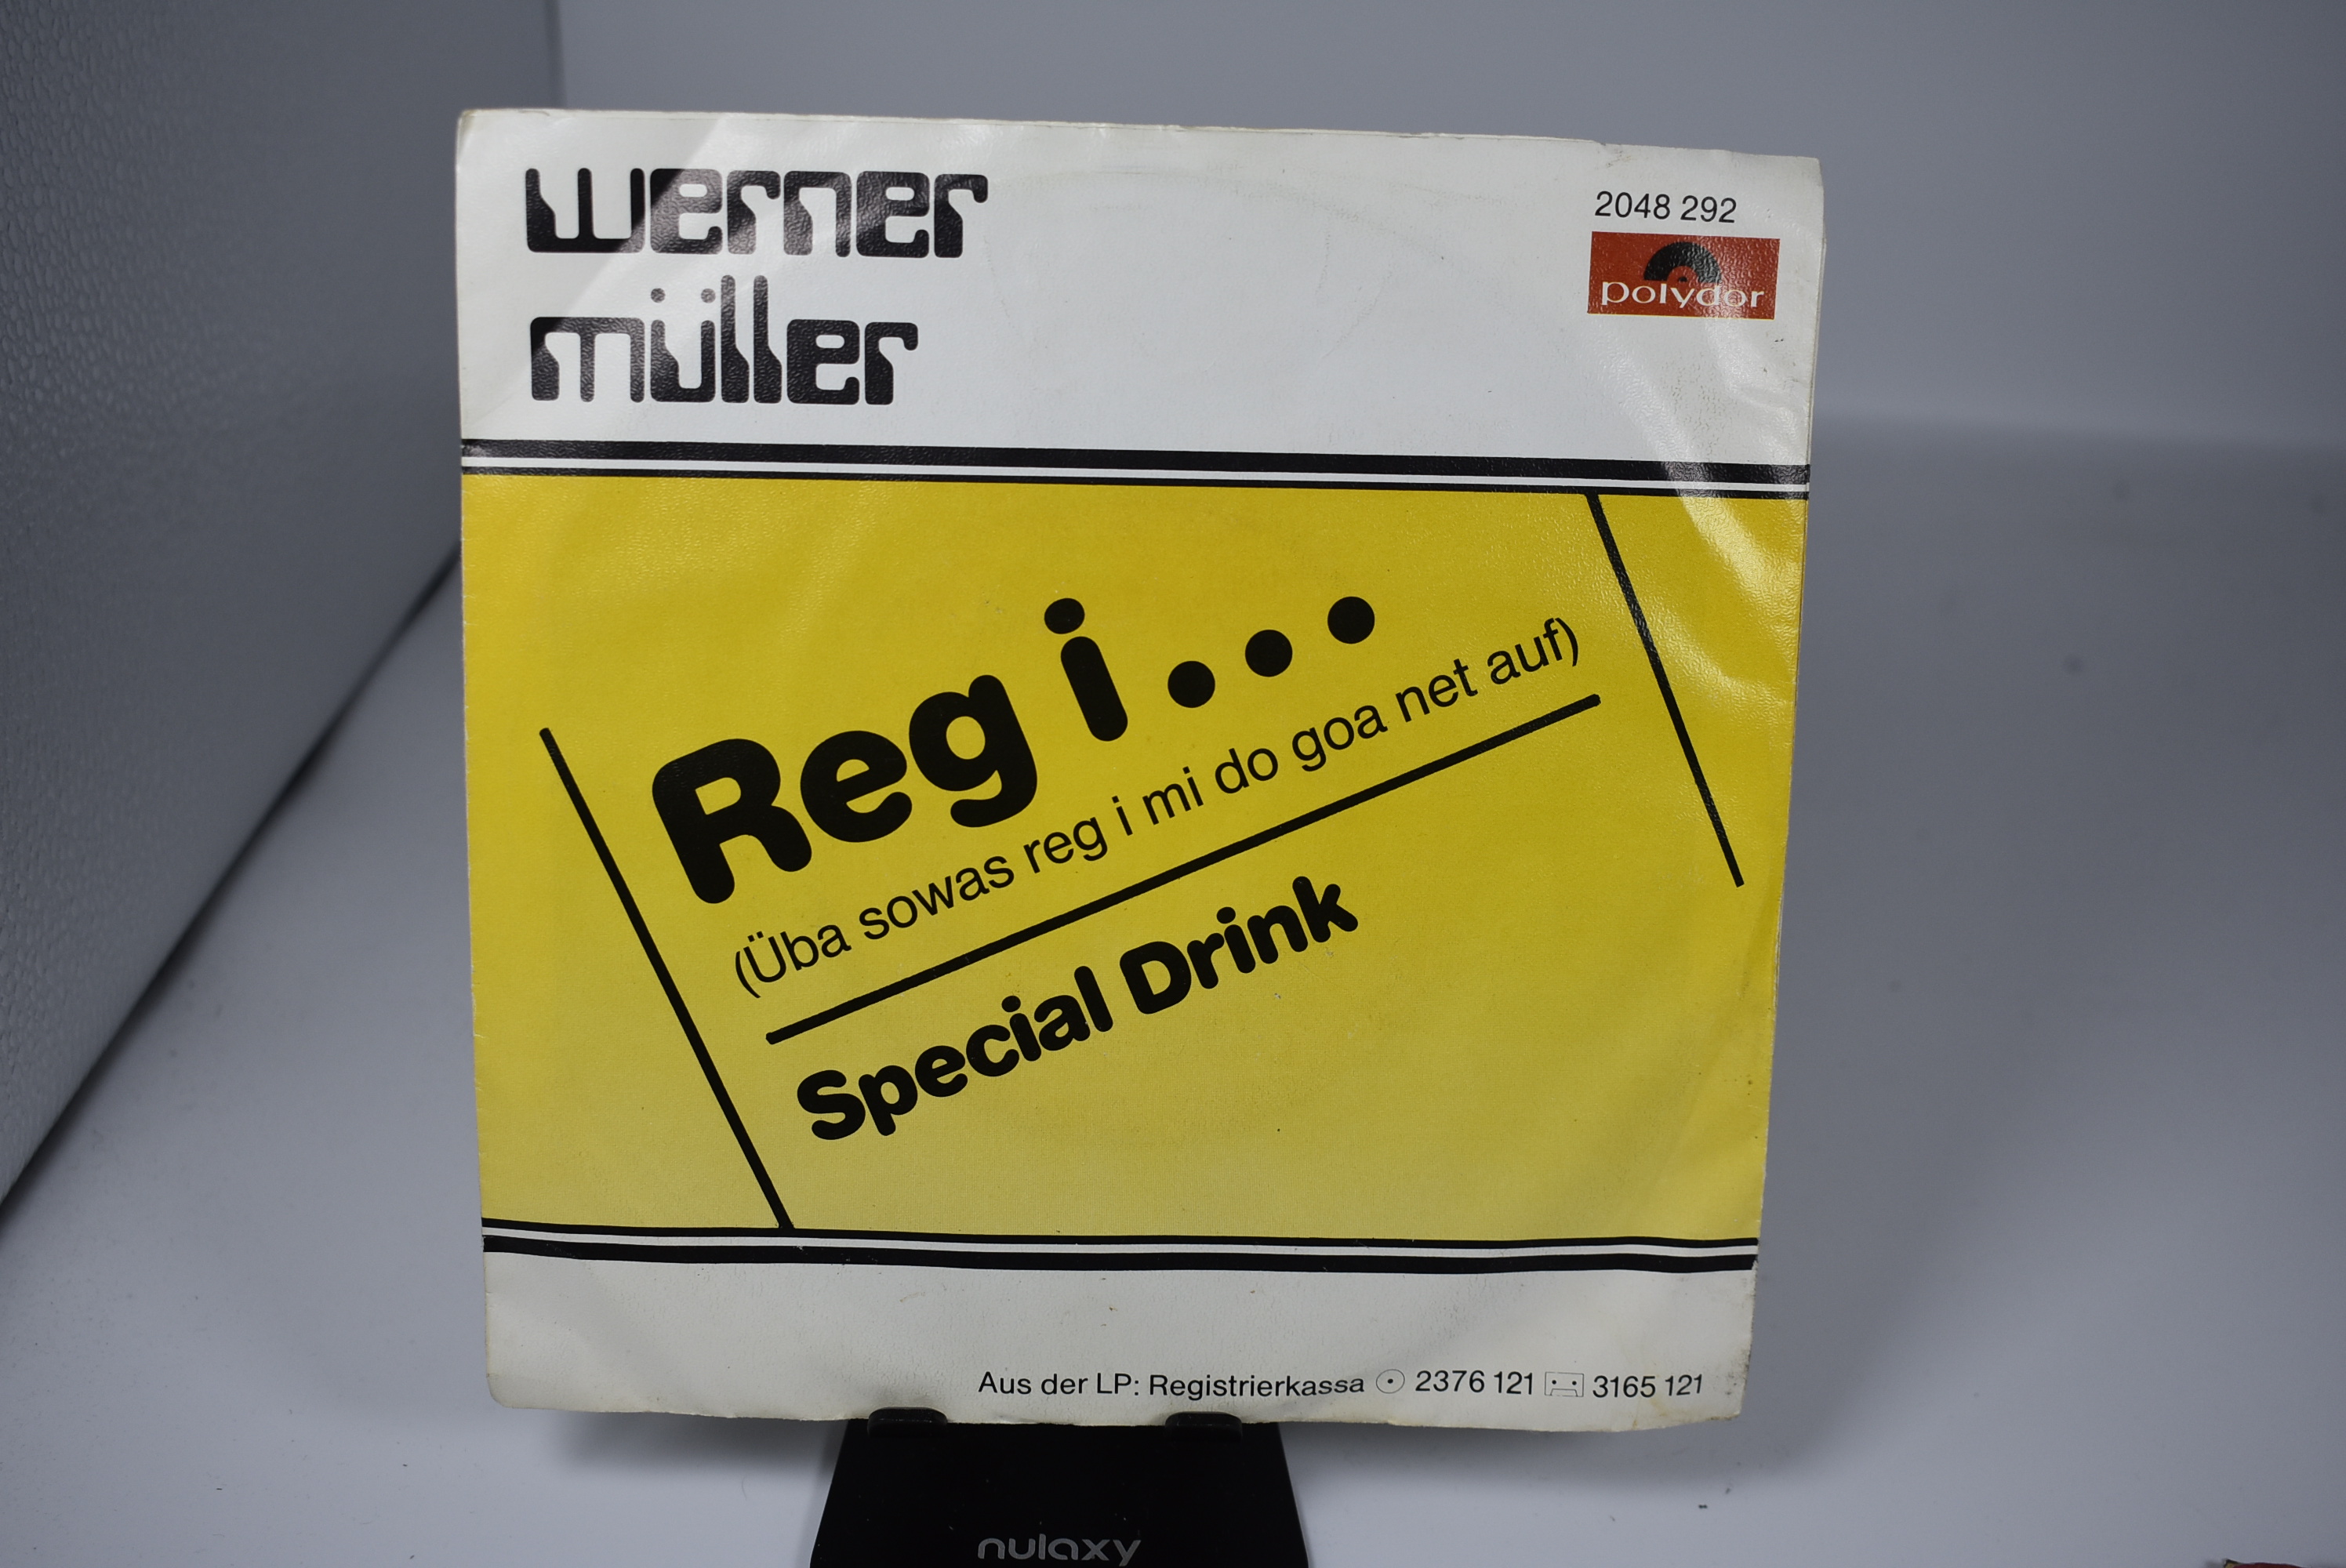 werner
müller
2048 292
polydor
Reg i...
(Üba sowas reg i mi do goa net auf)
Special Drink
Aus der LP: Registrierkassa 2376 121 3165 121
nulaxy